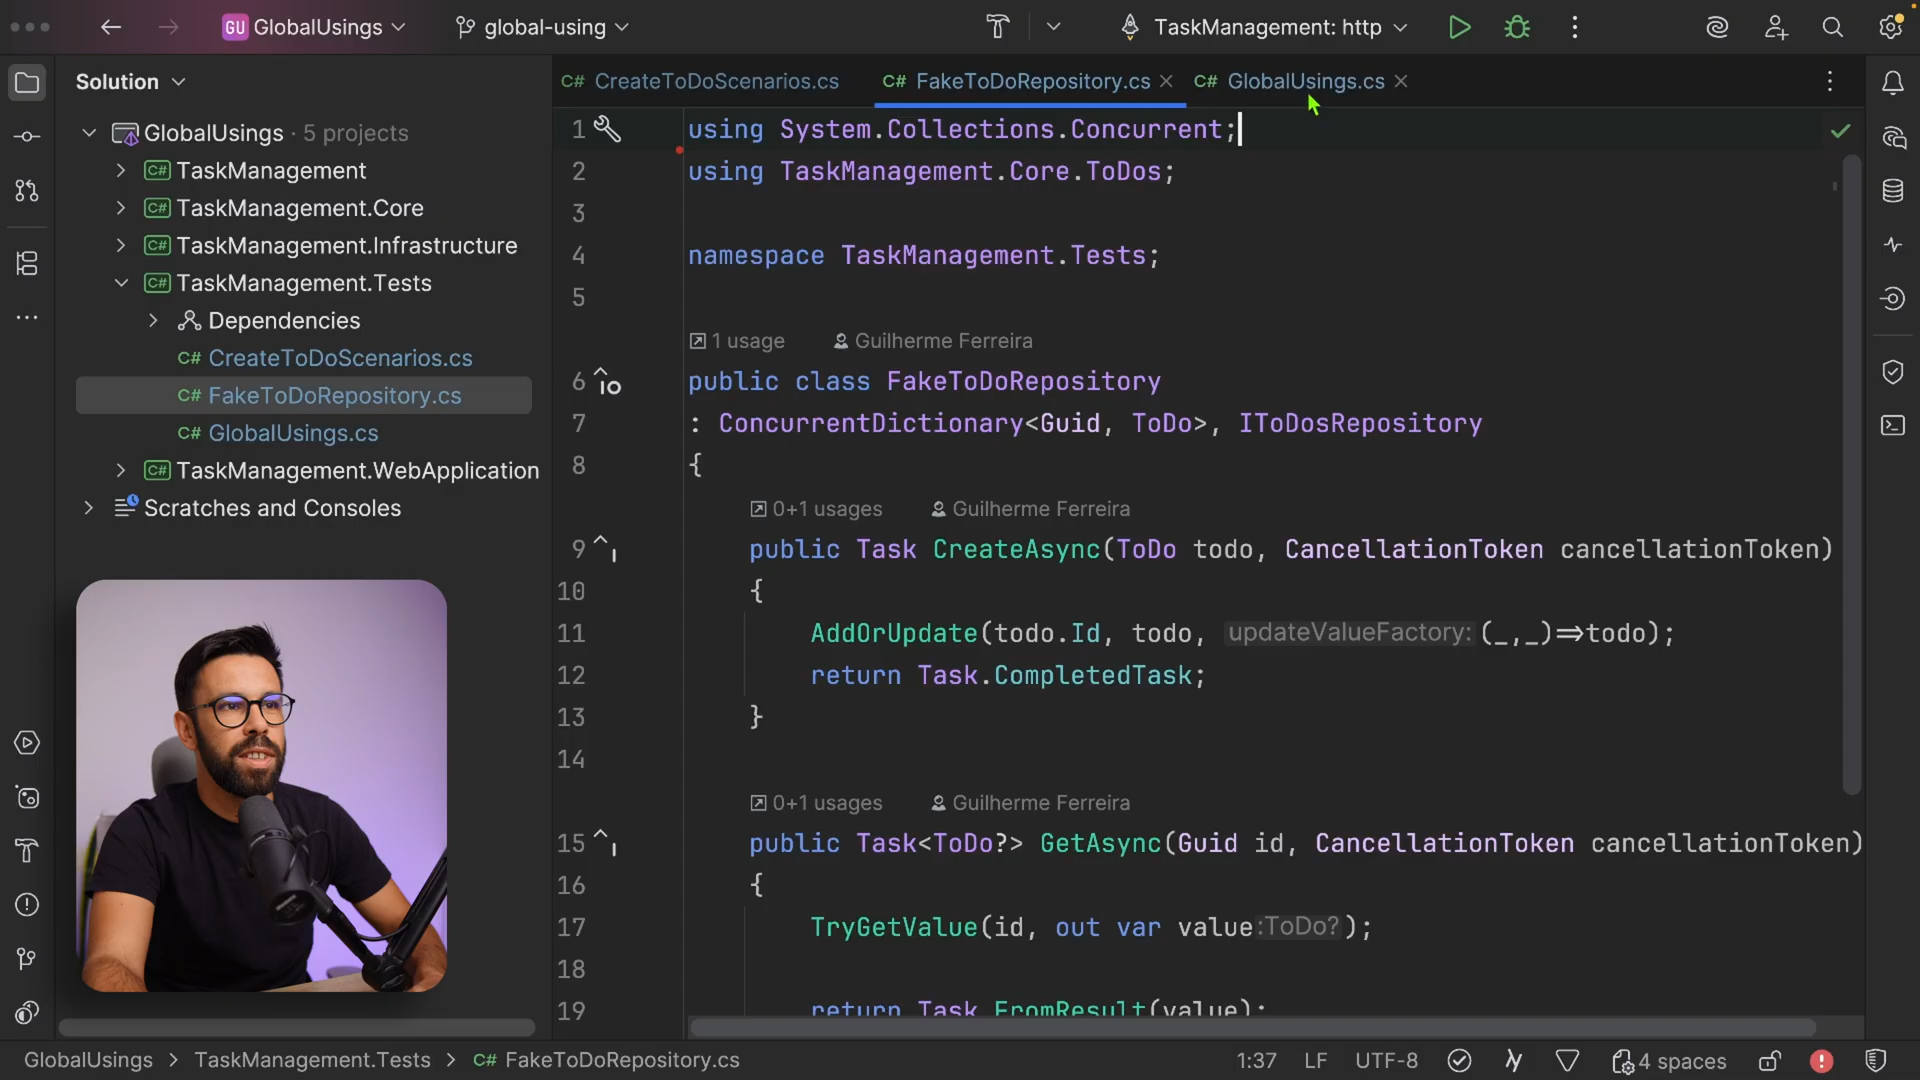 GU GlobalUsings
global-using
TaskManagement: http
Solution
C# CreateToDoScenarios.cs
C# FakeToDoRepository.cs
C# GlobalUsings.cs
GlobalUsings · 5 projects
C# TaskManagement
C# TaskManagement.Core
C# TaskManagement.Infrastructure
C# TaskManagement.Tests
Dependencies
C# CreateToDoScenarios.cs
C# FakeToDoRepository.cs
C# GlobalUsings.cs
C# TaskManagement.WebApplication
Scratches and Consoles
1 using System.Collections.Concurrent;
2 using TaskManagement.Core.ToDos;
3
4 namespace TaskManagement.Tests;
5
1 usage Guilherme Ferreira
6 public class FakeToDoRepository
7 : ConcurrentDictionary<Guid, ToDo>, IToDosRepository
8 {
0+1 usages Guilherme Ferreira
9 public Task CreateAsync(ToDo todo, CancellationToken cancellationToken)
10 {
11 AddOrUpdate(todo.Id, todo, updateValueFactory: (_,_)=>todo);
12 return Task.CompletedTask;
13 }
14
0+1 usages Guilherme Ferreira
15 public Task<ToDo?> GetAsync(Guid id, CancellationToken cancellationToken)
16 {
17 TryGetValue(id, out var value:ToDo?);
18
19 return Task.FromResult(value);
GlobalUsings > TaskManagement.Tests > C# FakeToDoRepository.cs
1:37 LF UTF-8 4 spaces